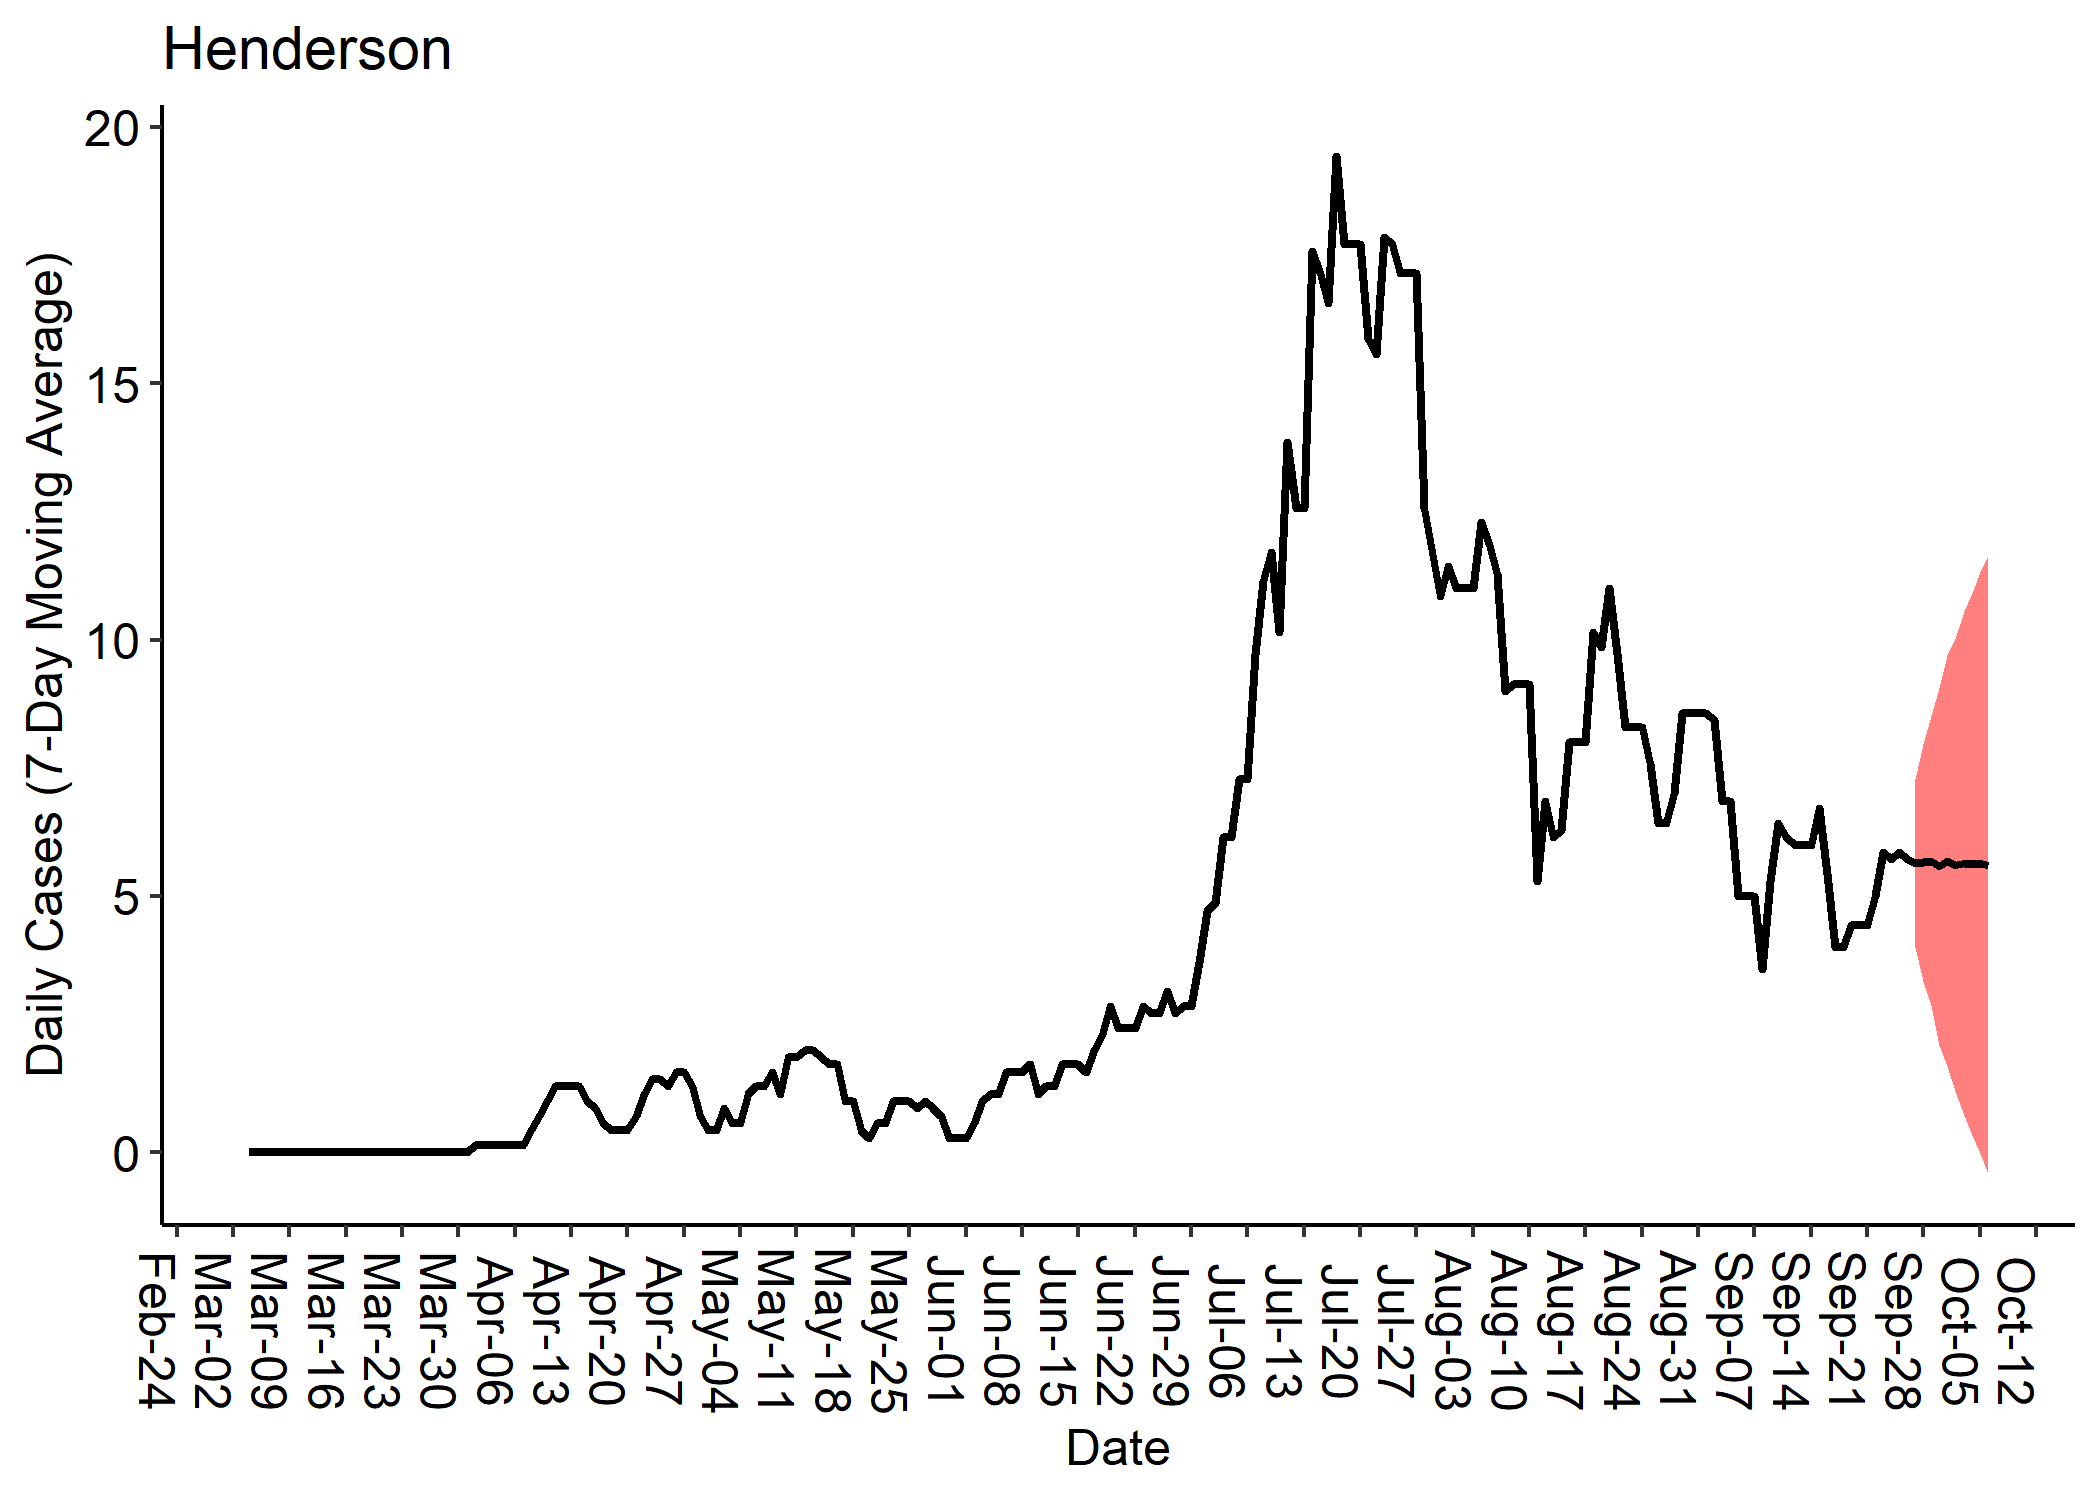 Henderson
Daily Cases (7-Day Moving Average)
20
15
10
5
0
Feb-24
Mar-02
Mar-09
Mar-16
Mar-23
Mar-30
Apr-06
Apr-13
Apr-20
Apr-27
May-04
May-11
May-18
May-25
Jun-01
Jun-08
Jun-15
Jun-22
Jun-29
Jul-06
Jul-13
Jul-20
Jul-27
Aug-03
Aug-10
Aug-17
Aug-24
Aug-31
Sep-07
Sep-14
Sep-21
Sep-28
Oct-05
Oct-12
Date